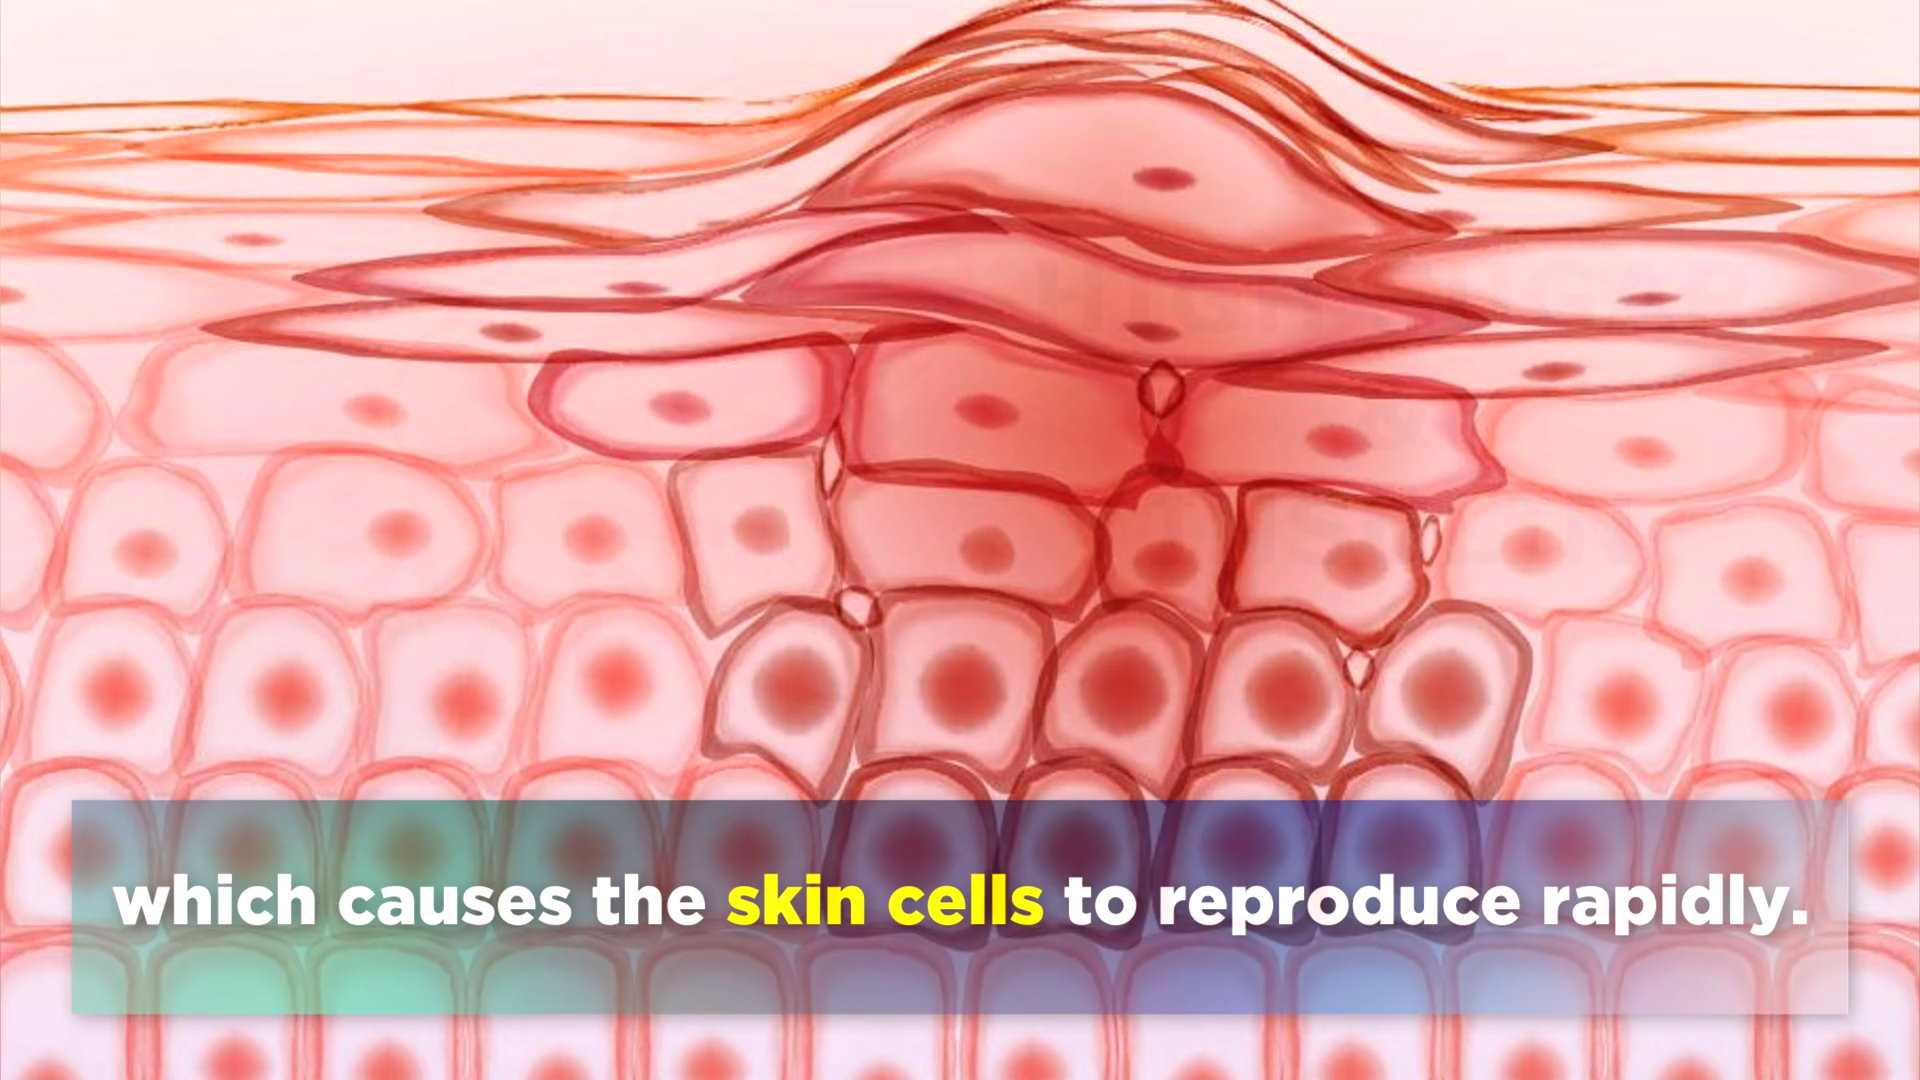 which causes the skin cells to reproduce rapidly.